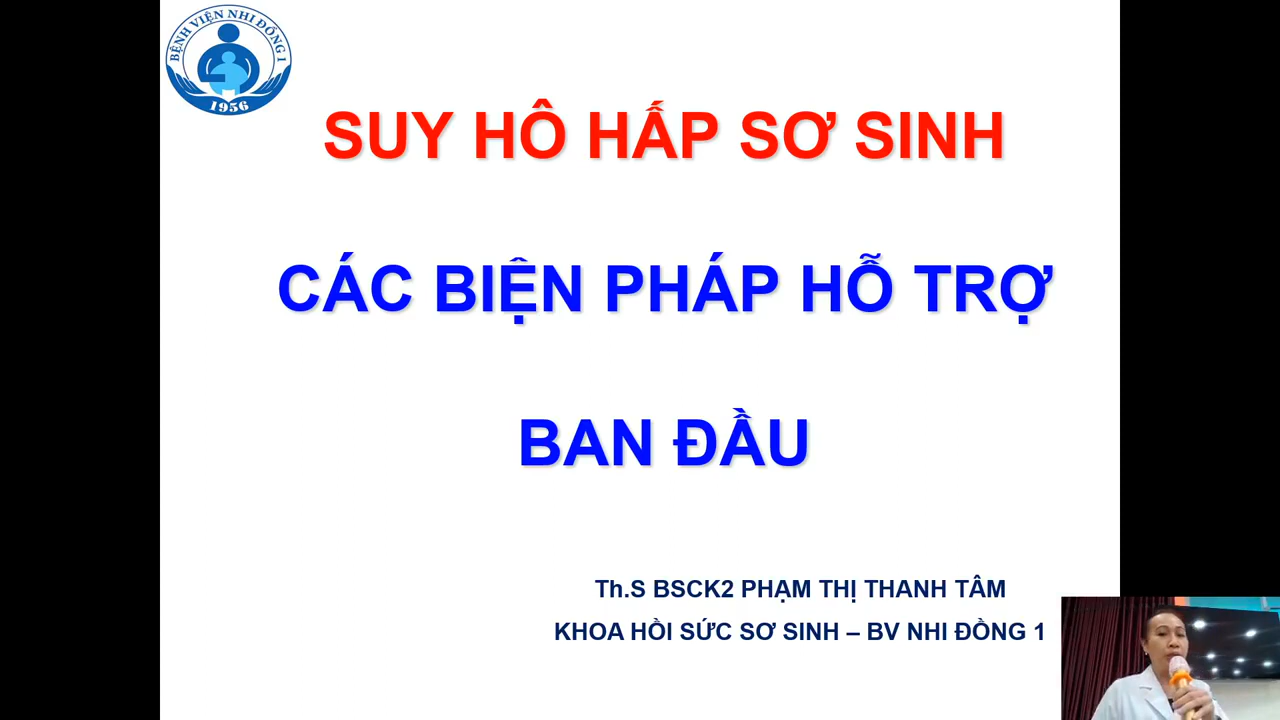 BỆNH VIỆN NHI ĐỒNG 1
1956
SUY HÔ HẤP SƠ SINH
CÁC BIỆN PHÁP HỖ TRỢ
BAN ĐẦU
Th.S BSCK2 PHẠM THỊ THANH TÂM
KHOA HỒI SỨC SƠ SINH – BV NHI ĐỒNG 1